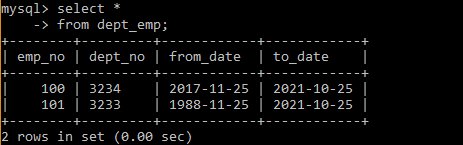 mysql> select *
    -> from dept_emp;
+--------+---------+------------+------------+
| emp_no | dept_no | from_date  | to_date    |
+--------+---------+------------+------------+
|    100 | 3234    | 2017-11-25 | 2021-10-25 |
|    101 | 3233    | 1988-11-25 | 2021-10-25 |
+--------+---------+------------+------------+
2 rows in set (0.00 sec)